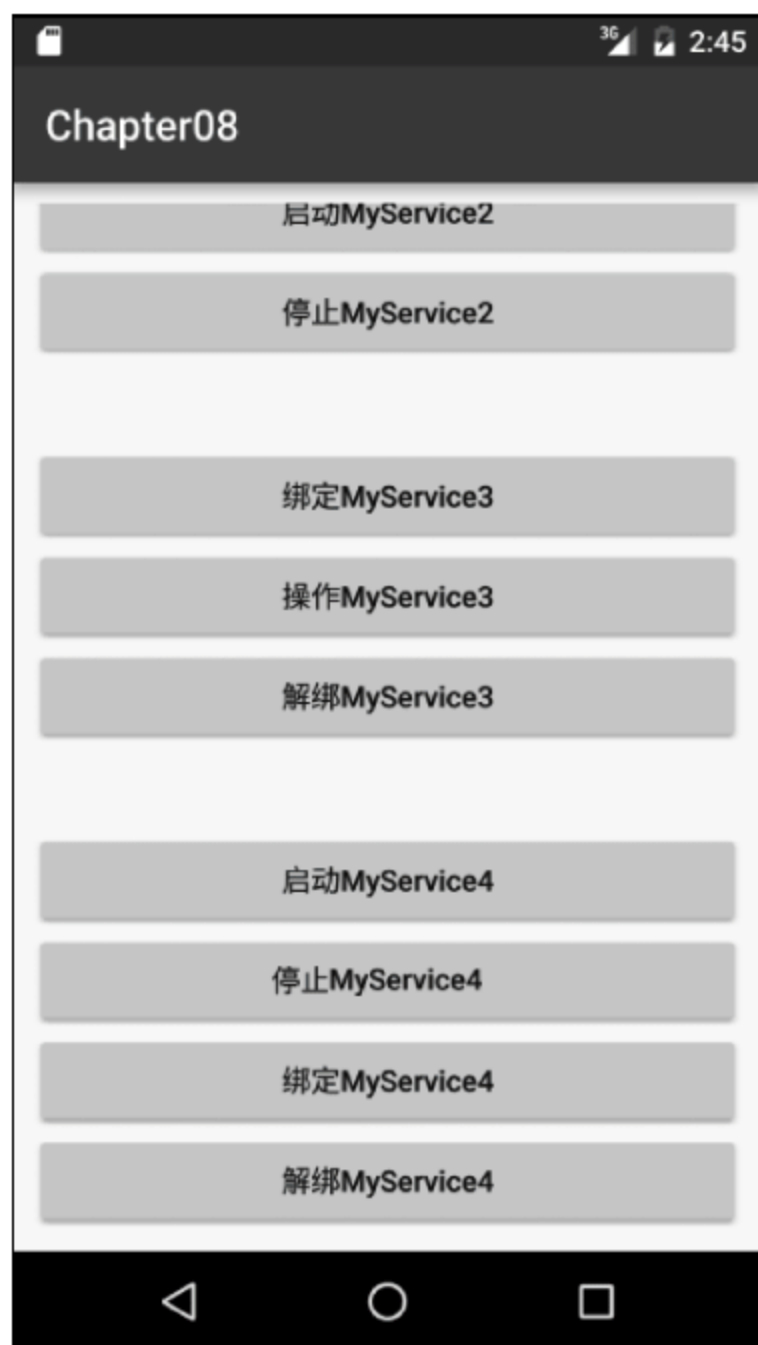 3G 2:45
Chapter08
启动MyService2
停止MyService2
绑定MyService3
操作MyService3
解绑MyService3
启动MyService4
停止MyService4
绑定MyService4
解绑MyService4